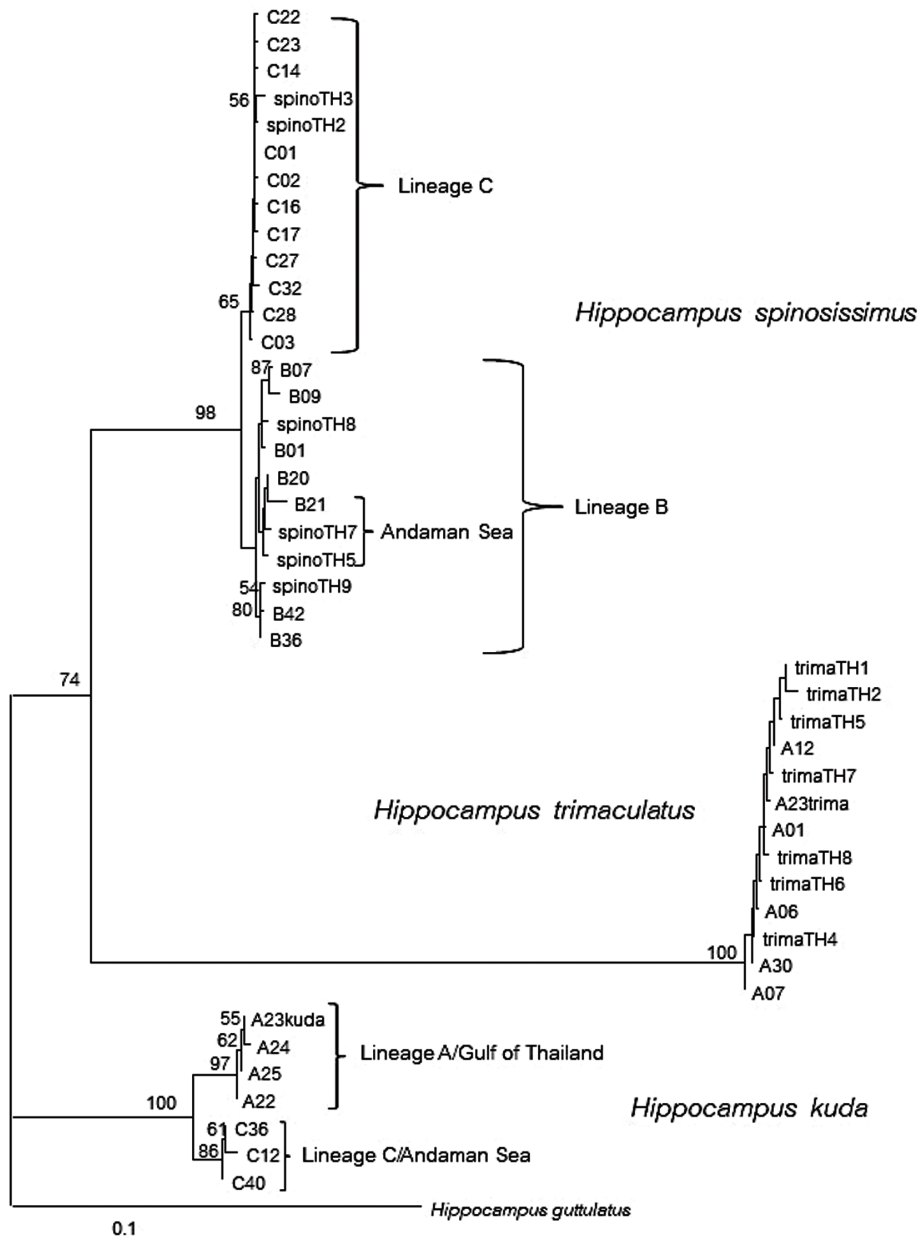 C22
C23
C14
56
spinoTH3
spinoTH2
C01
C02
Lineage C
C16
C17
C27
C32
65
C28
Hippocampus spinosissimus
C03
87
B07
B09
98
spinoTH8
B01
B20
B21
Lineage B
spinoTH7
Andaman Sea
spinoTH5
54
spinoTH9
80
B42
B36
74
trimaTH1
trimaTH2
trimaTH5
A12
trimaTH7
Hippocampus trimaculatus
A23trima
A01
trimaTH8
trimaTH6
A06
trimaTH4
100
A30
A07
55
A23kuda
62
A24
Lineage A/Gulf of Thailand
97
A25
A22
100
Hippocampus kuda
61
C36
86
C12
Lineage C/Andaman Sea
C40
Hippocampus guttulatus
0.1